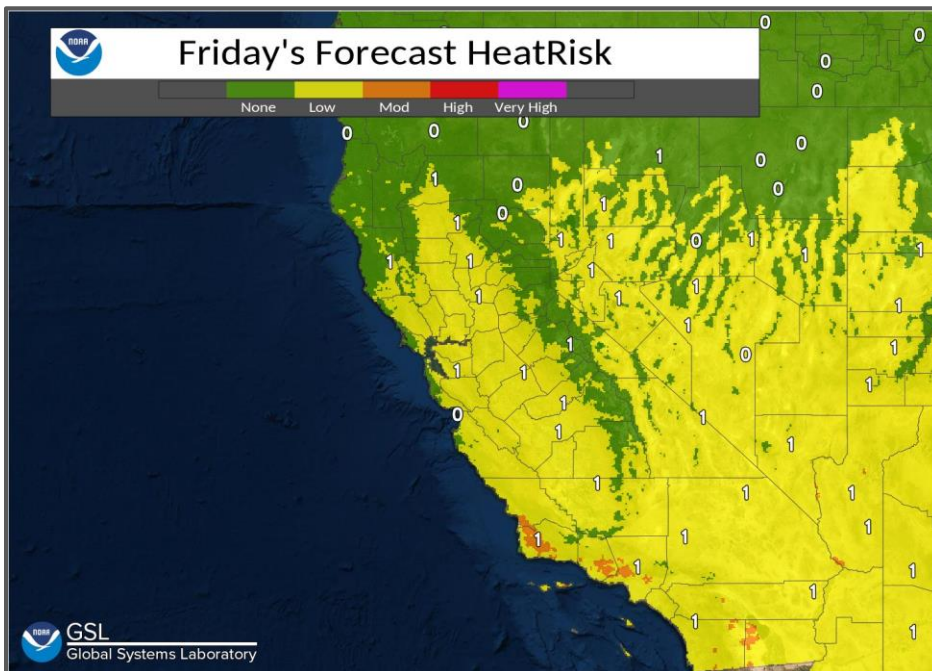 NOAA
Friday's Forecast HeatRisk
None Low Mod High Very High
0 0
0
0
0 0 0 0
1 0
1 0 0
1 0 1
1 1 1 0 1 1
1 1 1
1 1 1 1
1
1 1 0
1 1 1
1
0 1
1 1
1 1 1
1
1 1
1 1
1
1 1
NOAA
GSL
Global Systems Laboratory